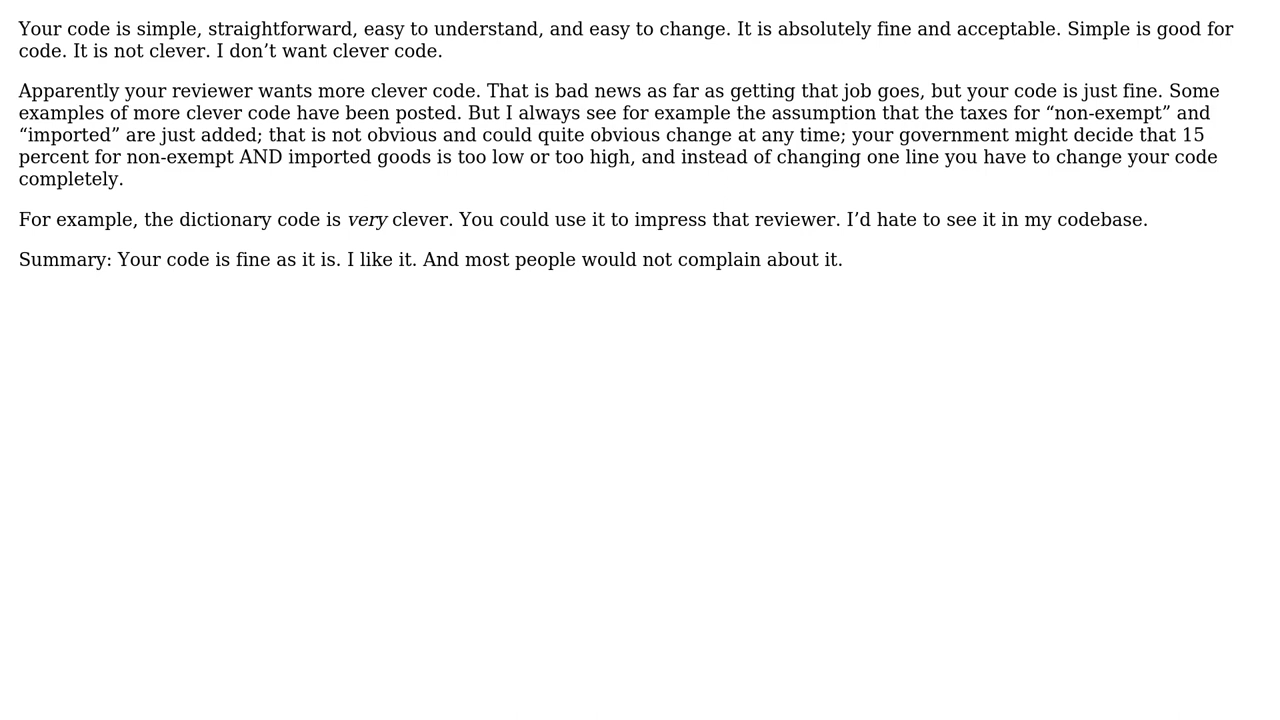 Your code is simple, straightforward, easy to understand, and easy to change. It is absolutely fine and acceptable. Simple is good for
code. It is not clever. I don’t want clever code.
Apparently your reviewer wants more clever code. That is bad news as far as getting that job goes, but your code is just fine. Some
examples of more clever code have been posted. But I always see for example the assumption that the taxes for “non-exempt” and
“imported” are just added; that is not obvious and could quite obvious change at any time; your government might decide that 15
percent for non-exempt AND imported goods is too low or too high, and instead of changing one line you have to change your code
completely.
For example, the dictionary code is very clever. You could use it to impress that reviewer. I’d hate to see it in my codebase.
Summary: Your code is fine as it is. I like it. And most people would not complain about it.